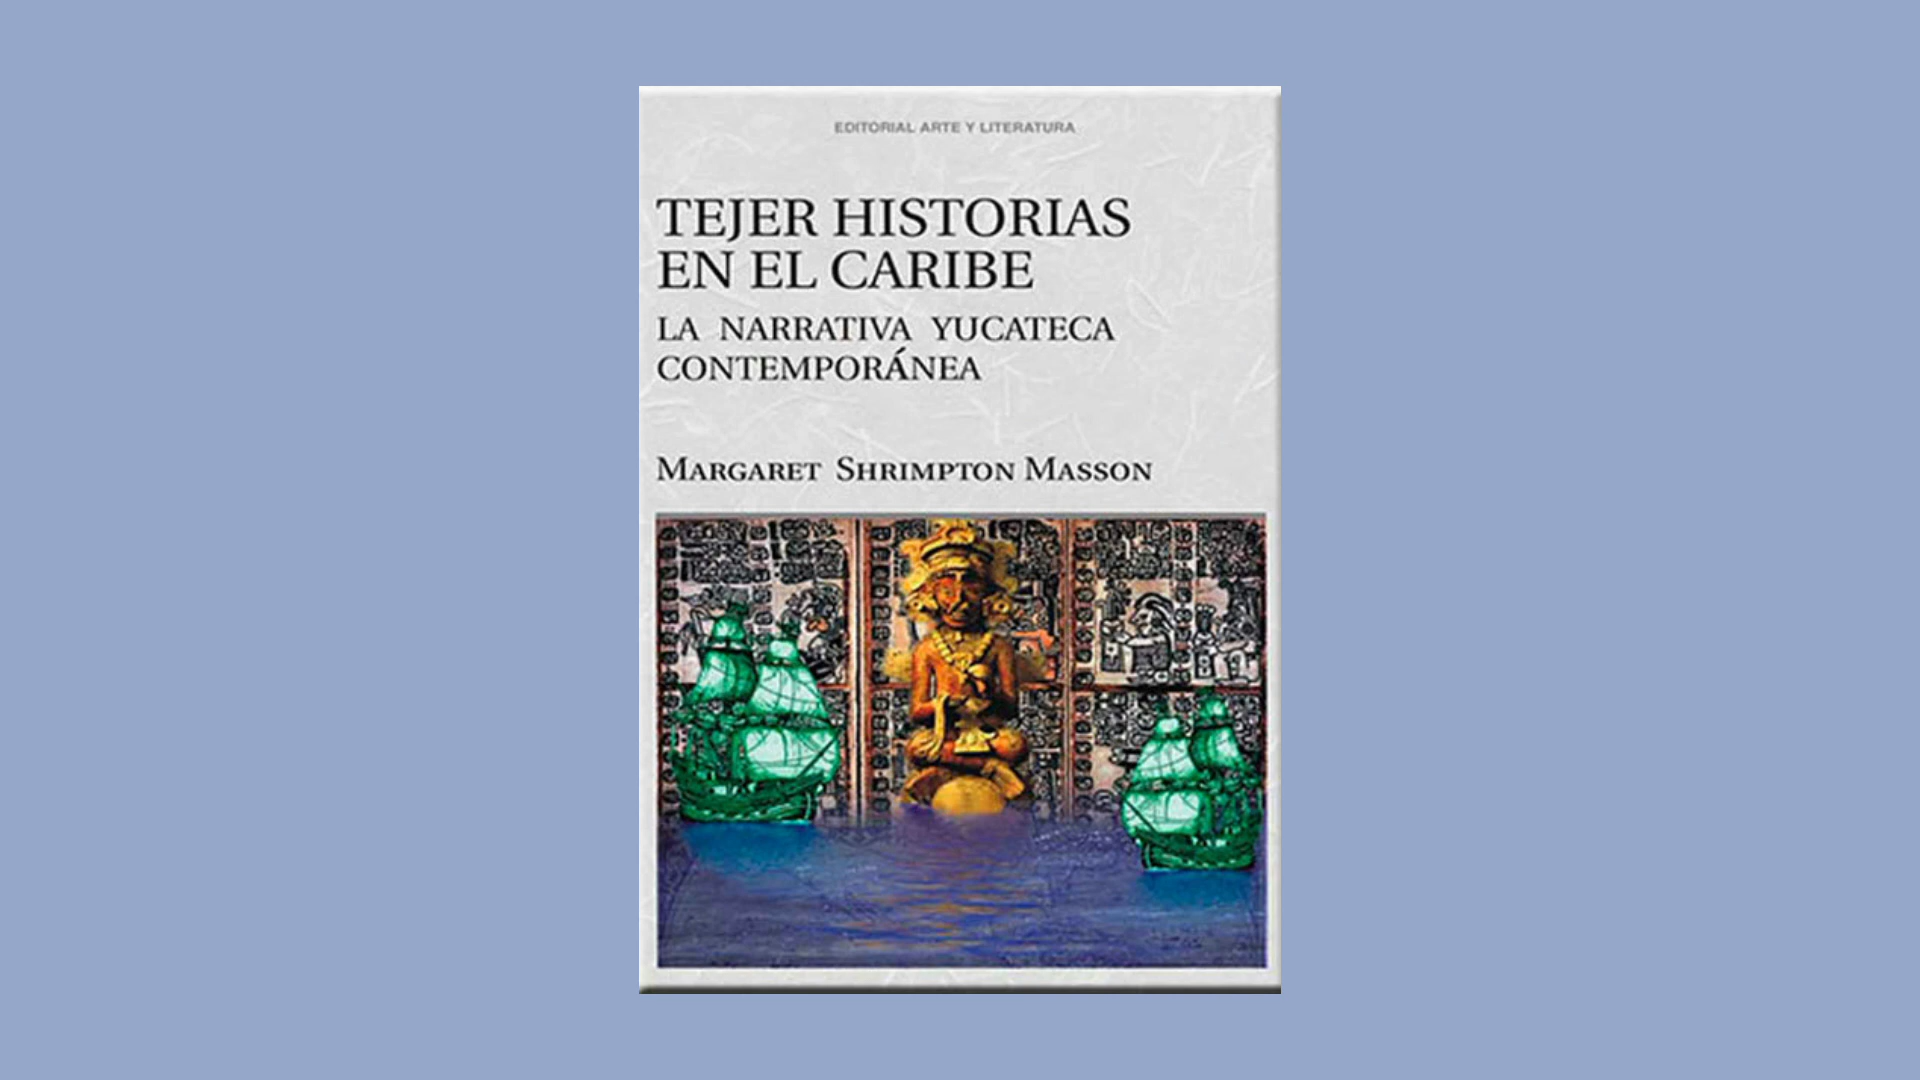 EDITORIAL ARTE Y LITERATURA
TEJER HISTORIAS
EN EL CARIBE
LA NARRATIVA YUCATECA
CONTEMPORÁNEA
MARGARET SHRIMPTON MASSON